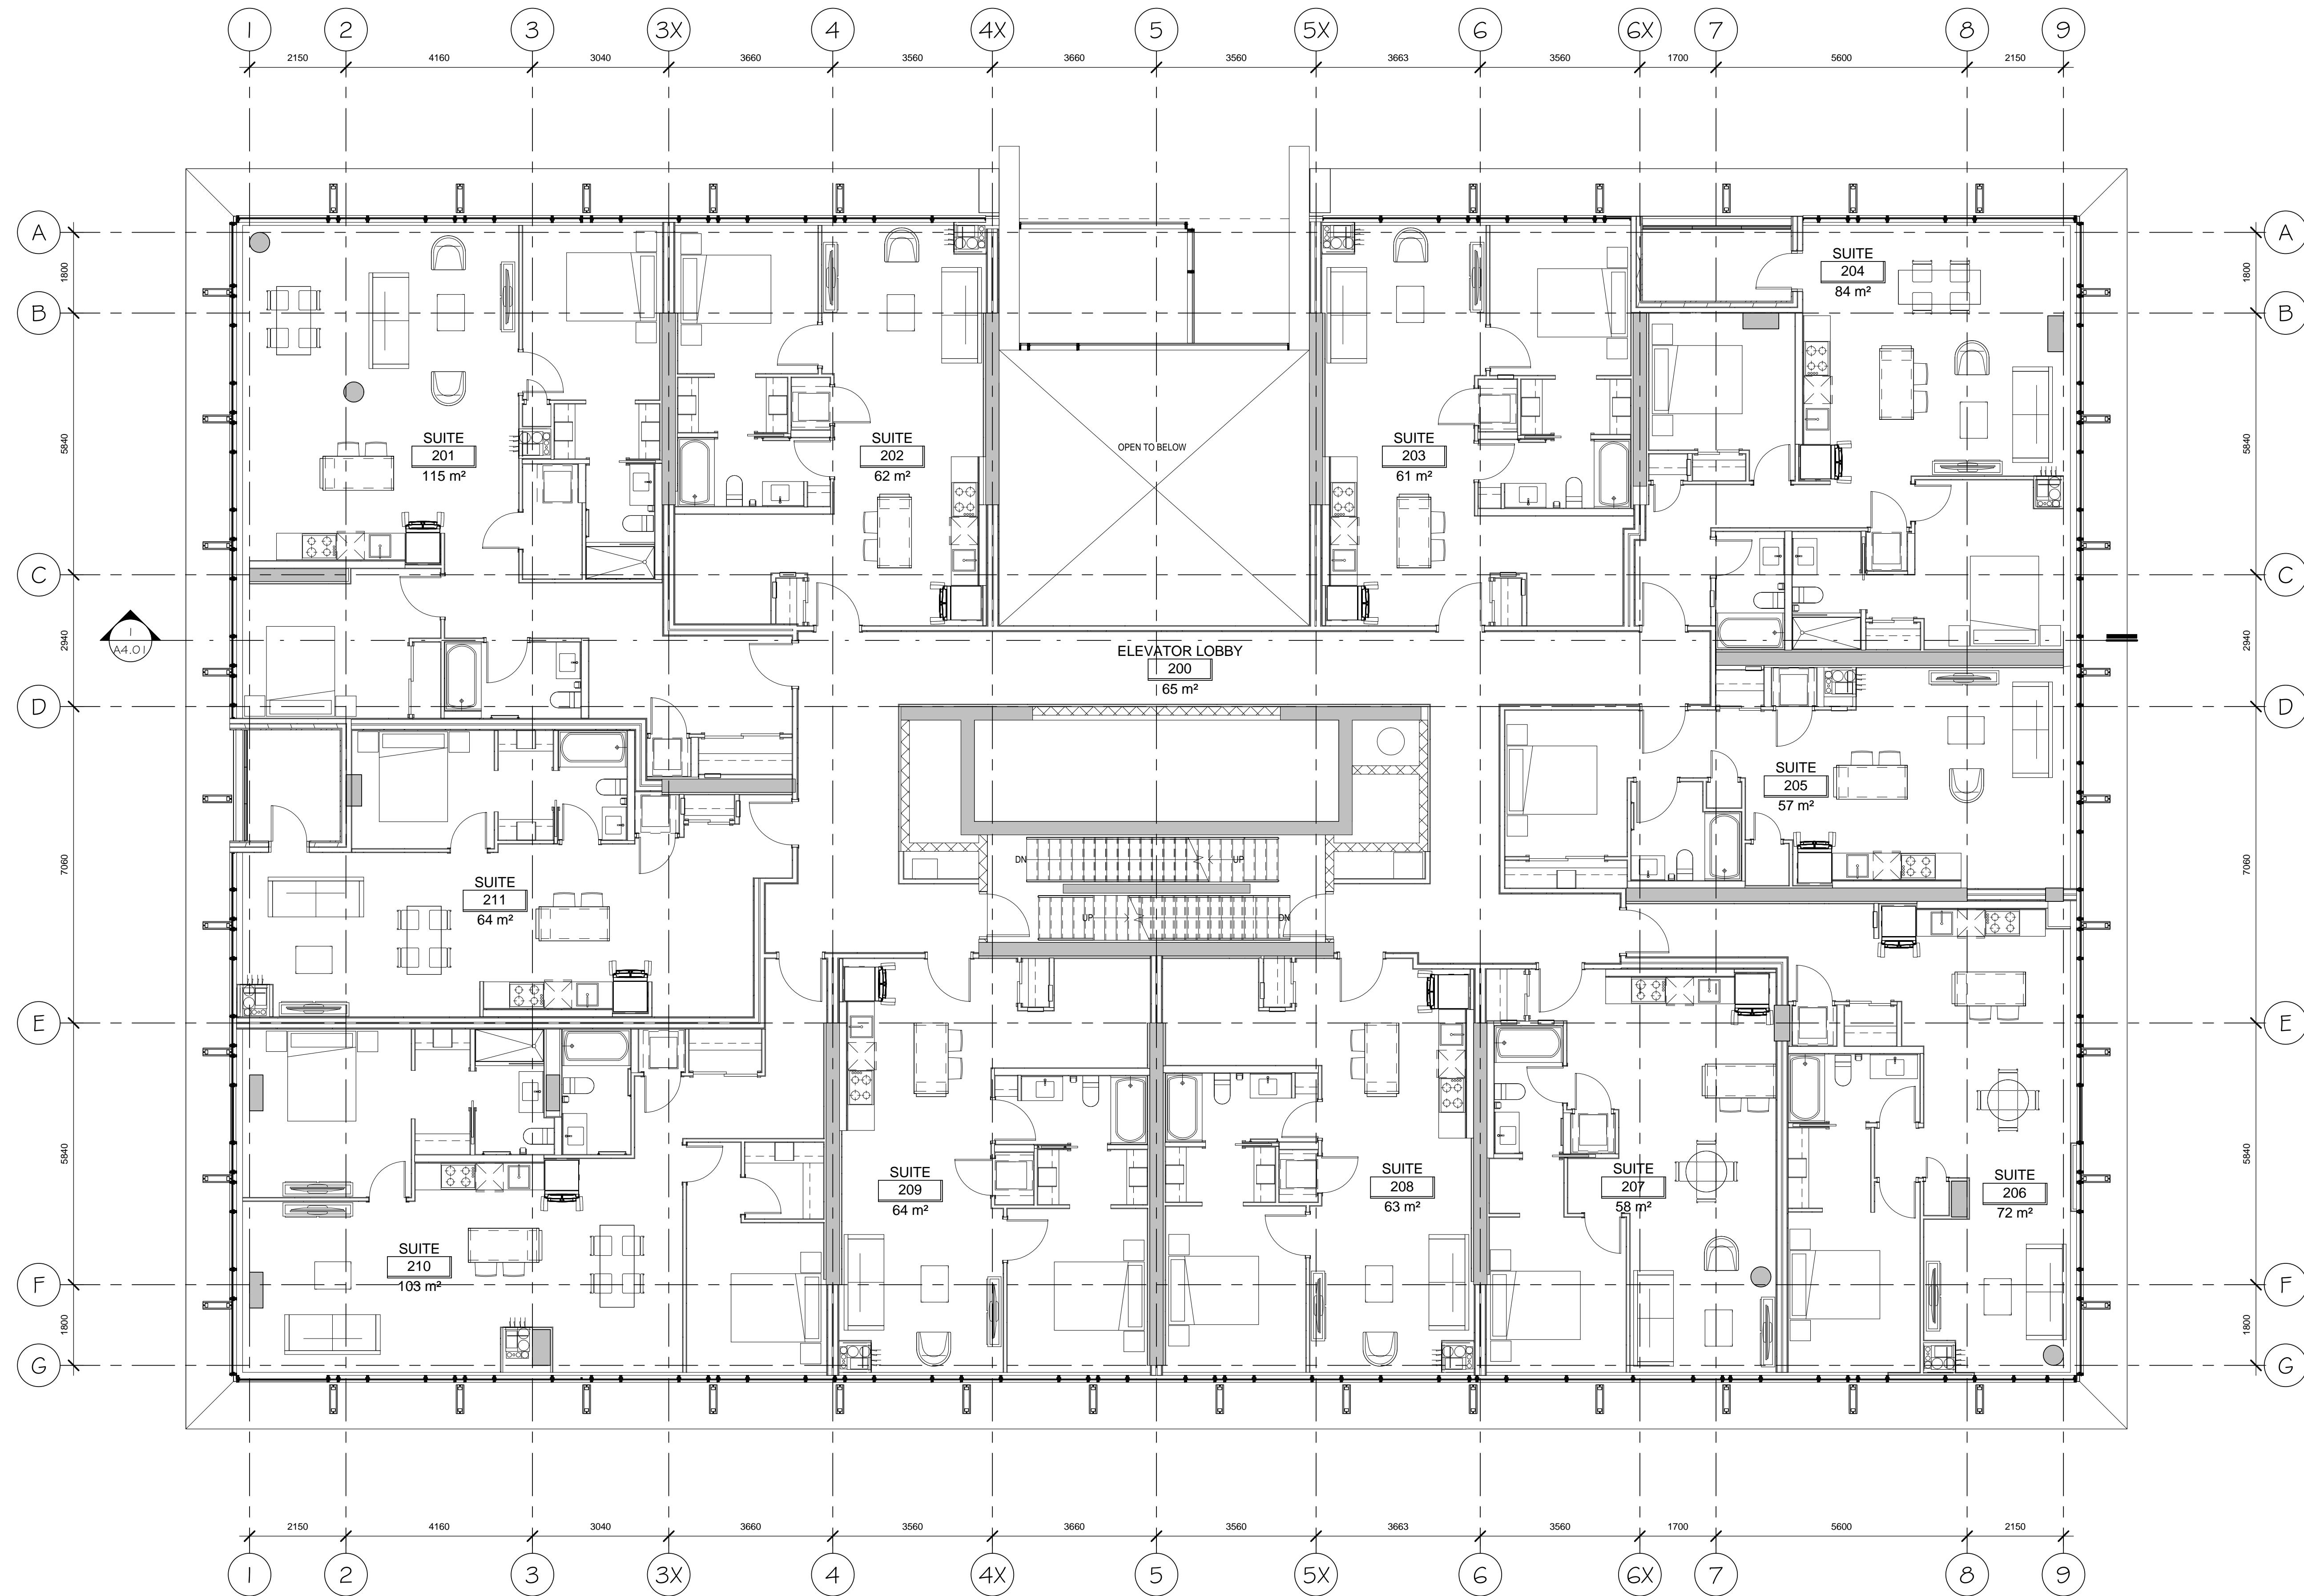 1 2 3 3X 4 4X 5 5X 6 6X 7 8 9
2150 4160 3040 3660 3560 3660 3560 3663 3560 1700 5600 2150
A A
1800 1800
SUITE
204
84 m²
B B
5840 5840
SUITE
201
115 m²
SUITE
202
62 m²
OPEN TO BELOW
SUITE
203
61 m²
C C
1
A4.01
2940 2940
ELEVATOR LOBBY
200
65 m²
D D
SUITE
205
57 m²
7060 7060
DN UP
SUITE
211
64 m²
UP DN
E E
5840 5840
SUITE
209
64 m²
SUITE
208
63 m²
SUITE
207
58 m²
SUITE
206
72 m²
SUITE
210
103 m²
F F
1800 1800
G G
2150 4160 3040 3660 3560 3660 3560 3663 3560 1700 5600 2150
1 2 3 3X 4 4X 5 5X 6 6X 7 8 9